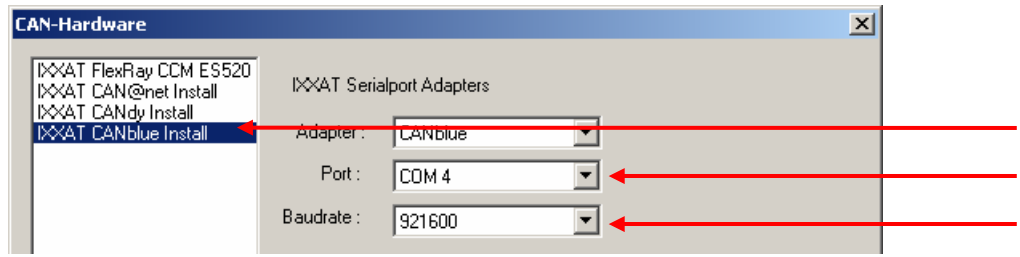 CAN-Hardware
IXXAT FlexRay CCM ES520
IXXAT CAN@net Install
IXXAT CANdy Install
IXXAT CANblue Install
IXXAT Serialport Adapters
Adapter : CANblue
Port : COM 4
Baudrate : 921600